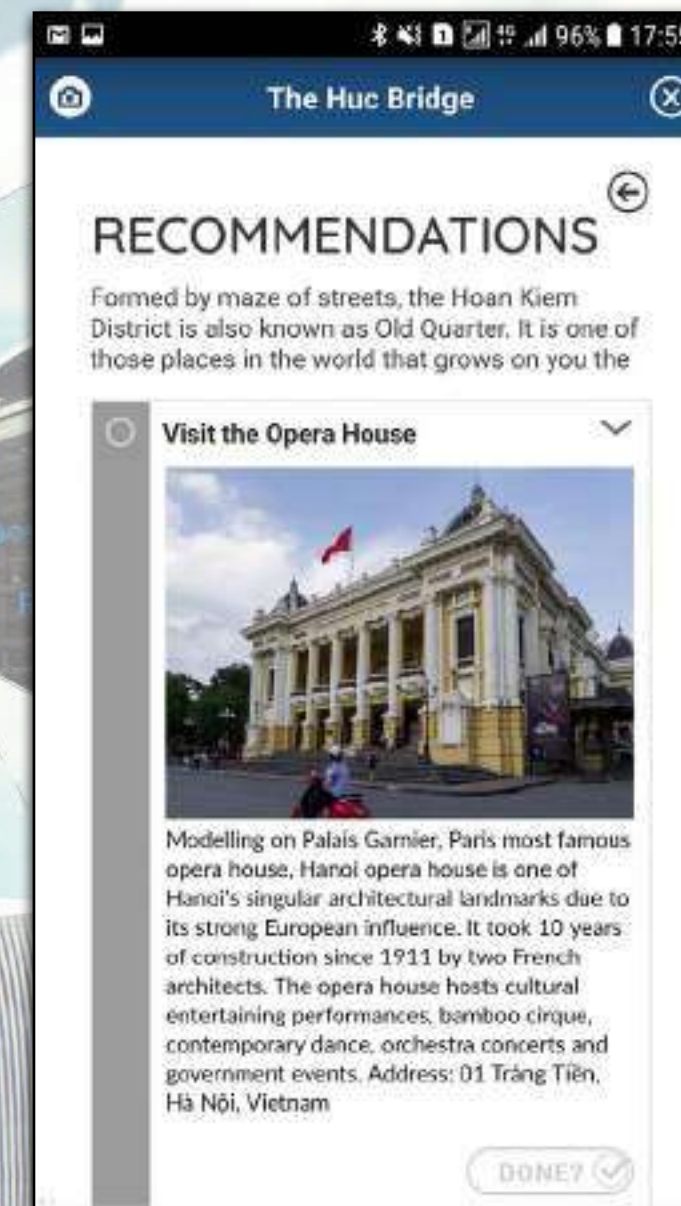 96% 17:55
The Huc Bridge
RECOMMENDATIONS
Formed by maze of streets, the Hoan Kiem
District is also known as Old Quarter. It is one of
those places in the world that grows on you the
Visit the Opera House
Modelling on Palais Garnier, Paris most famous
opera house, Hanoi opera house is one of
Hanoi's singular architectural landmarks due to
its strong European influence. It took 10 years
of construction since 1911 by two French
architects. The opera house hosts cultural
entertaining performances, bamboo cirque,
contemporary dance, orchestra concerts and
government events. Address: 01 Tràng Tiền,
Hà Nội, Vietnam
DONE?